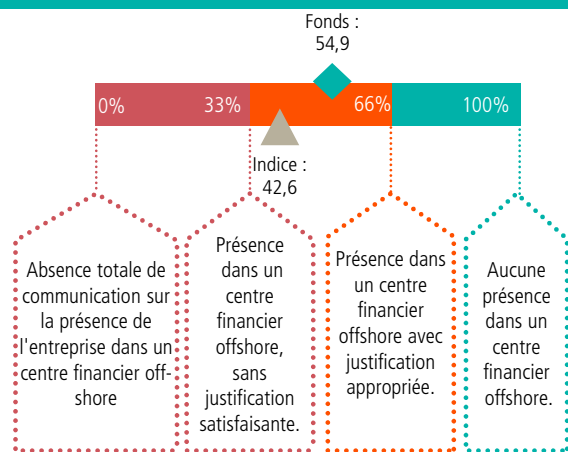 Fonds :
54,9
0%
33%
66%
100%
Indice :
42,6
Absence totale de
communication sur
la présence de
l'entreprise dans un
centre financier off-
shore
Présence
dans un
centre
financier
offshore,
sans
justification
satisfaisante.
Présence dans
un centre
financier
offshore avec
justification
appropriée.
Aucune
présence
dans un
centre
financier
offshore.